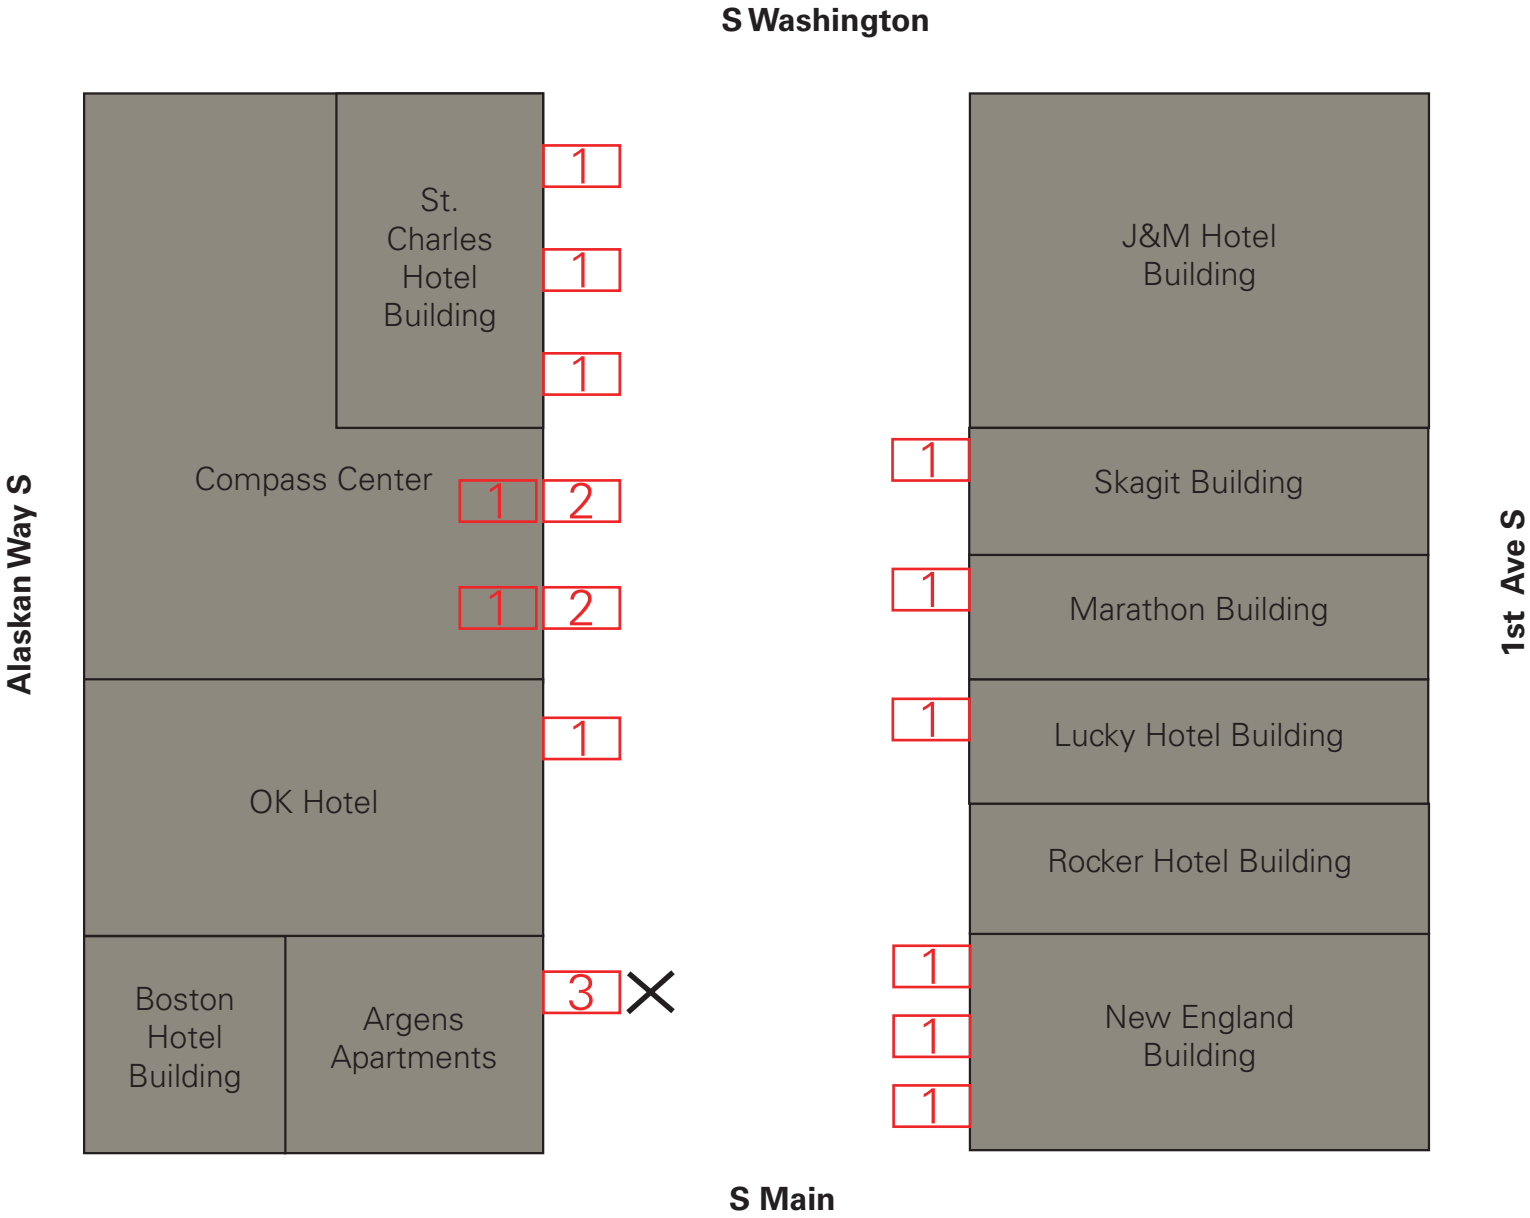 S Washington
St.
Charles
Hotel
Building
1
1
1
J&M Hotel
Building
Compass Center
1 2
1 2
1
Skagit Building
1
Marathon Building
1
Lucky Hotel Building
Alaskan Way S
1st Ave S
OK Hotel
1
Rocker Hotel Building
Boston
Hotel
Building
Argens
Apartments
3
1
1
1
New England
Building
S Main